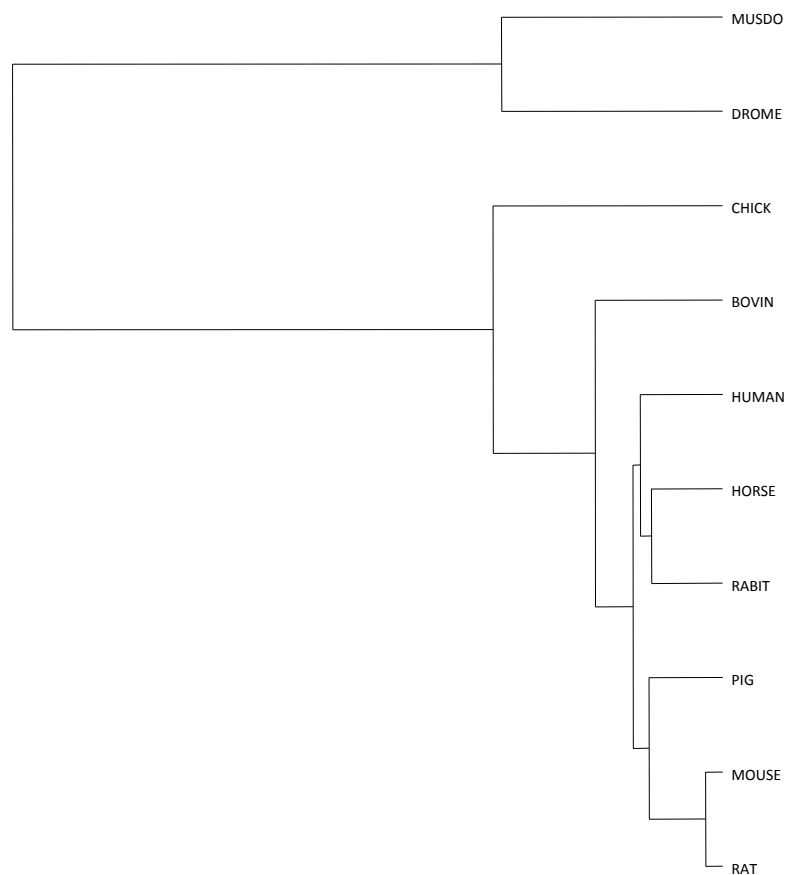 MUSDO
DROME
CHICK
BOVIN
HUMAN
HORSE
RABIT
PIG
MOUSE
RAT